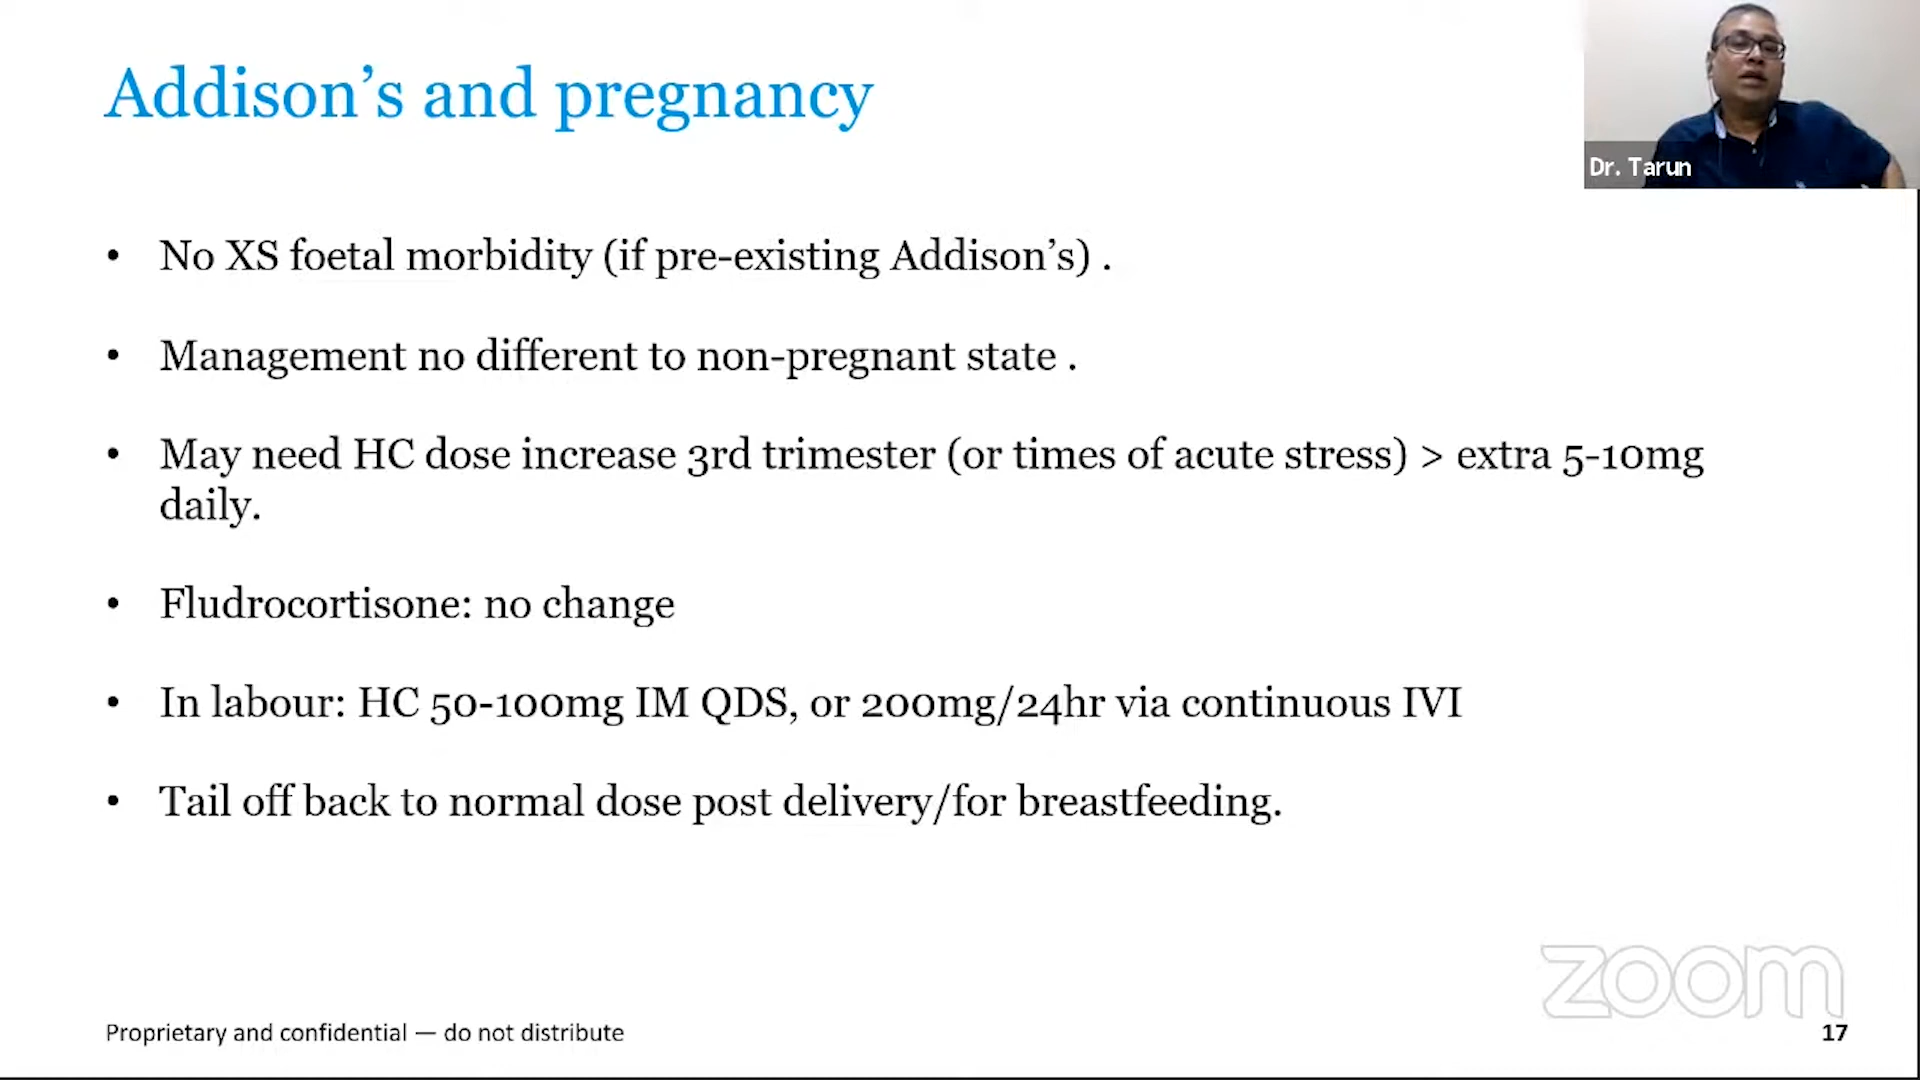 Addison’s and pregnancy
Dr. Tarun
• No XS foetal morbidity (if pre-existing Addison’s) .
• Management no different to non-pregnant state .
• May need HC dose increase 3rd trimester (or times of acute stress) > extra 5-10mg
daily.
• Fludrocortisone: no change
• In labour: HC 50-100mg IM QDS, or 200mg/24hr via continuous IVI
• Tail off back to normal dose post delivery/for breastfeeding.
zoom
Proprietary and confidential — do not distribute
17